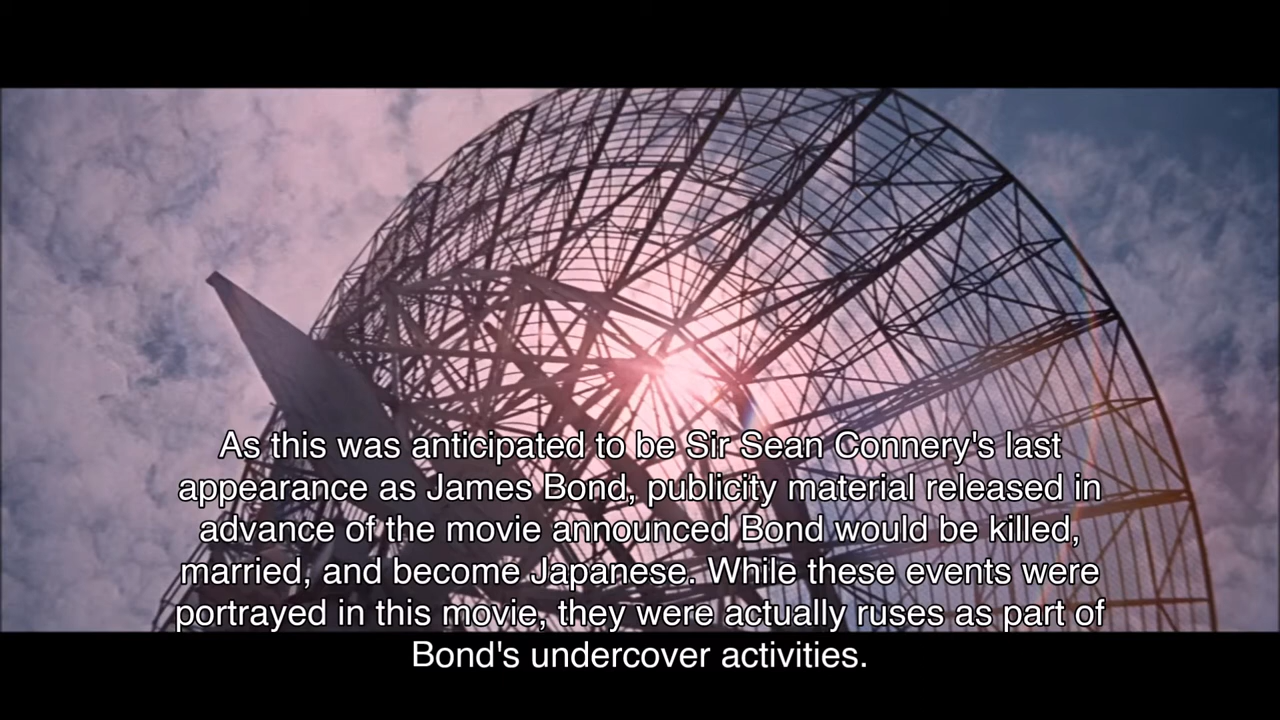 As this was anticipated to be Sir Sean Connery's last
appearance as James Bond, publicity material released in
advance of the movie announced Bond would be killed,
married, and become Japanese. While these events were
portrayed in this movie, they were actually ruses as part of
Bond's undercover activities.